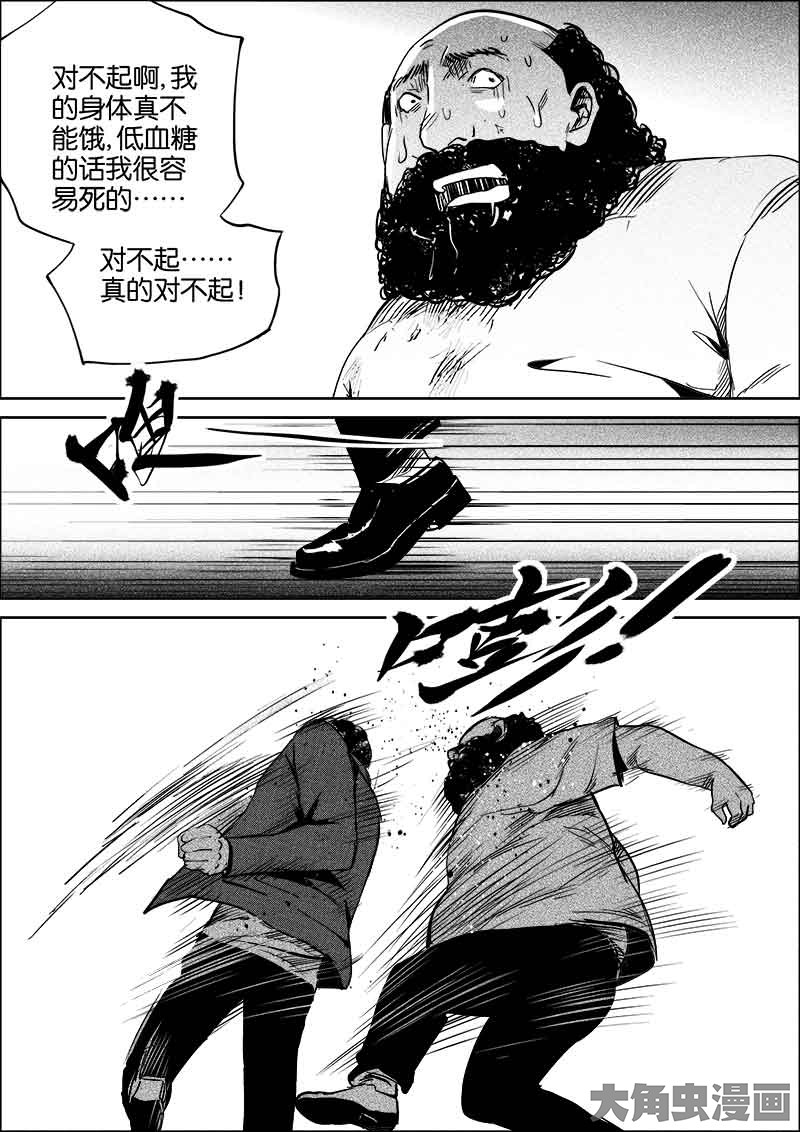 对不起啊,我
的身体真不
能饿,低血糖
的话我很容
易死的……
对不起……
真的对不起!
嘭!!
大角虫漫画